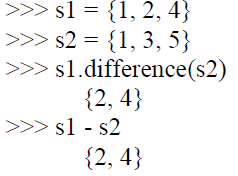 >>> s1 = {1, 2, 4}
>>> s2 = {1, 3, 5}
>>> s1.difference(s2)
{2, 4}
>>> s1 - s2
{2, 4}